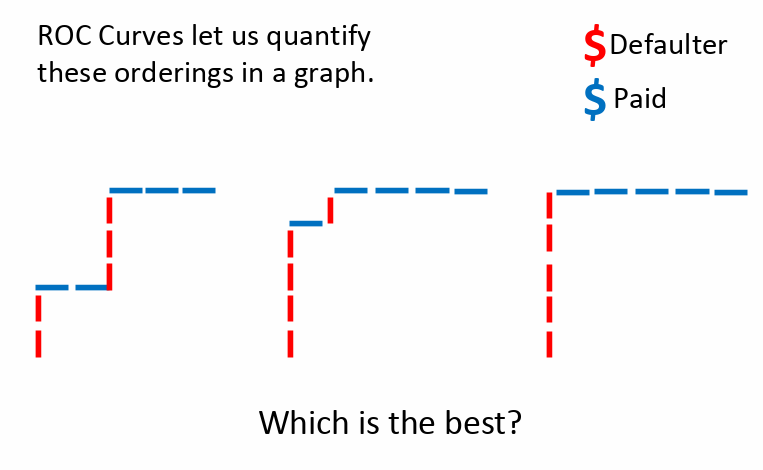 ROC Curves let us quantify
these orderings in a graph.
$ Defaulter
$ Paid
Which is the best?